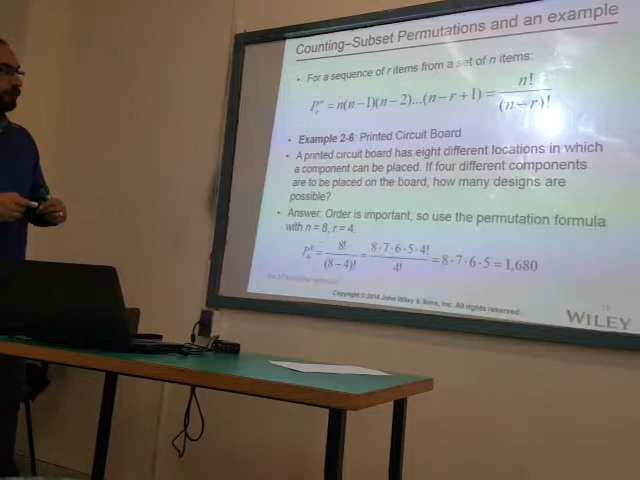 Counting–Subset Permutations and an example
• For a sequence of r items from a set of n items:
P^n_r = n(n−1)(n−2)...(n−r+1) = n! / (n−r)!
• Example 2-6: Printed Circuit Board
• A printed circuit board has eight different locations in which
a component can be placed. If four different components
are to be placed on the board, how many designs are
possible?
• Answer: Order is important, so use the permutation formula
with n = 8, r = 4.
P^8_4 = 8! / (8−4)! = 8·7·6·5·4! / 4! = 8·7·6·5 = 1,680
Copyright © 2014 John Wiley & Sons, Inc. All rights reserved.
WILEY